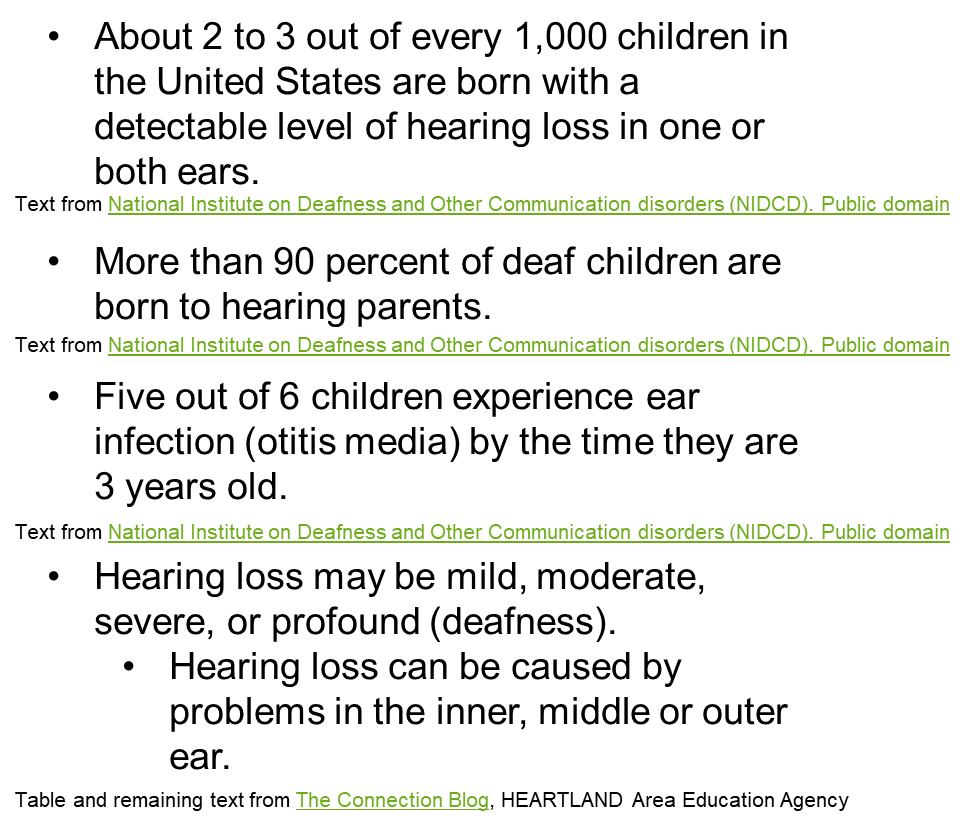 • About 2 to 3 out of every 1,000 children in
the United States are born with a
detectable level of hearing loss in one or
both ears.
Text from National Institute on Deafness and Other Communication disorders (NIDCD). Public domain
• More than 90 percent of deaf children are
born to hearing parents.
Text from National Institute on Deafness and Other Communication disorders (NIDCD). Public domain
• Five out of 6 children experience ear
infection (otitis media) by the time they are
3 years old.
Text from National Institute on Deafness and Other Communication disorders (NIDCD). Public domain
• Hearing loss may be mild, moderate,
severe, or profound (deafness).
• Hearing loss can be caused by
problems in the inner, middle or outer
ear.
Table and remaining text from The Connection Blog, HEARTLAND Area Education Agency